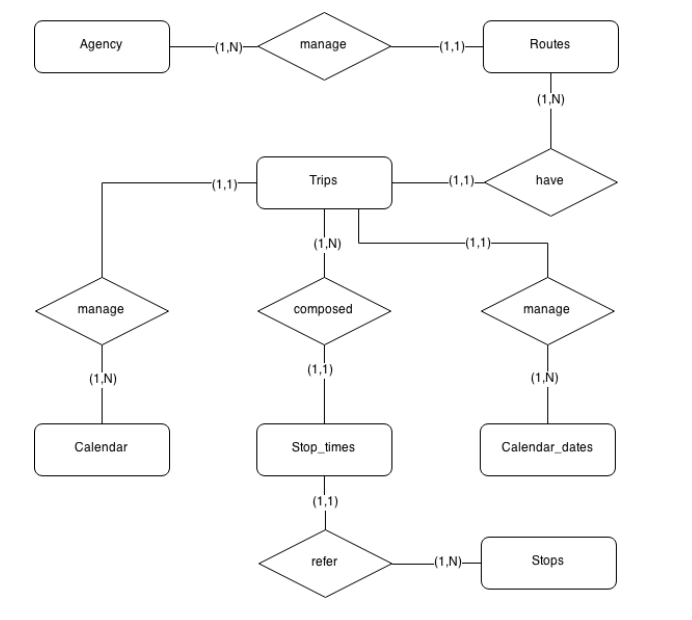 Agency
(1,N)
manage
(1,1)
Routes
(1,N)
(1,1)
Trips
(1,1)
have
(1,N)
(1,1)
manage
composed
manage
(1,N)
(1,1)
(1,N)
Calendar
Stop_times
Calendar_dates
(1,1)
refer
(1,N)
Stops